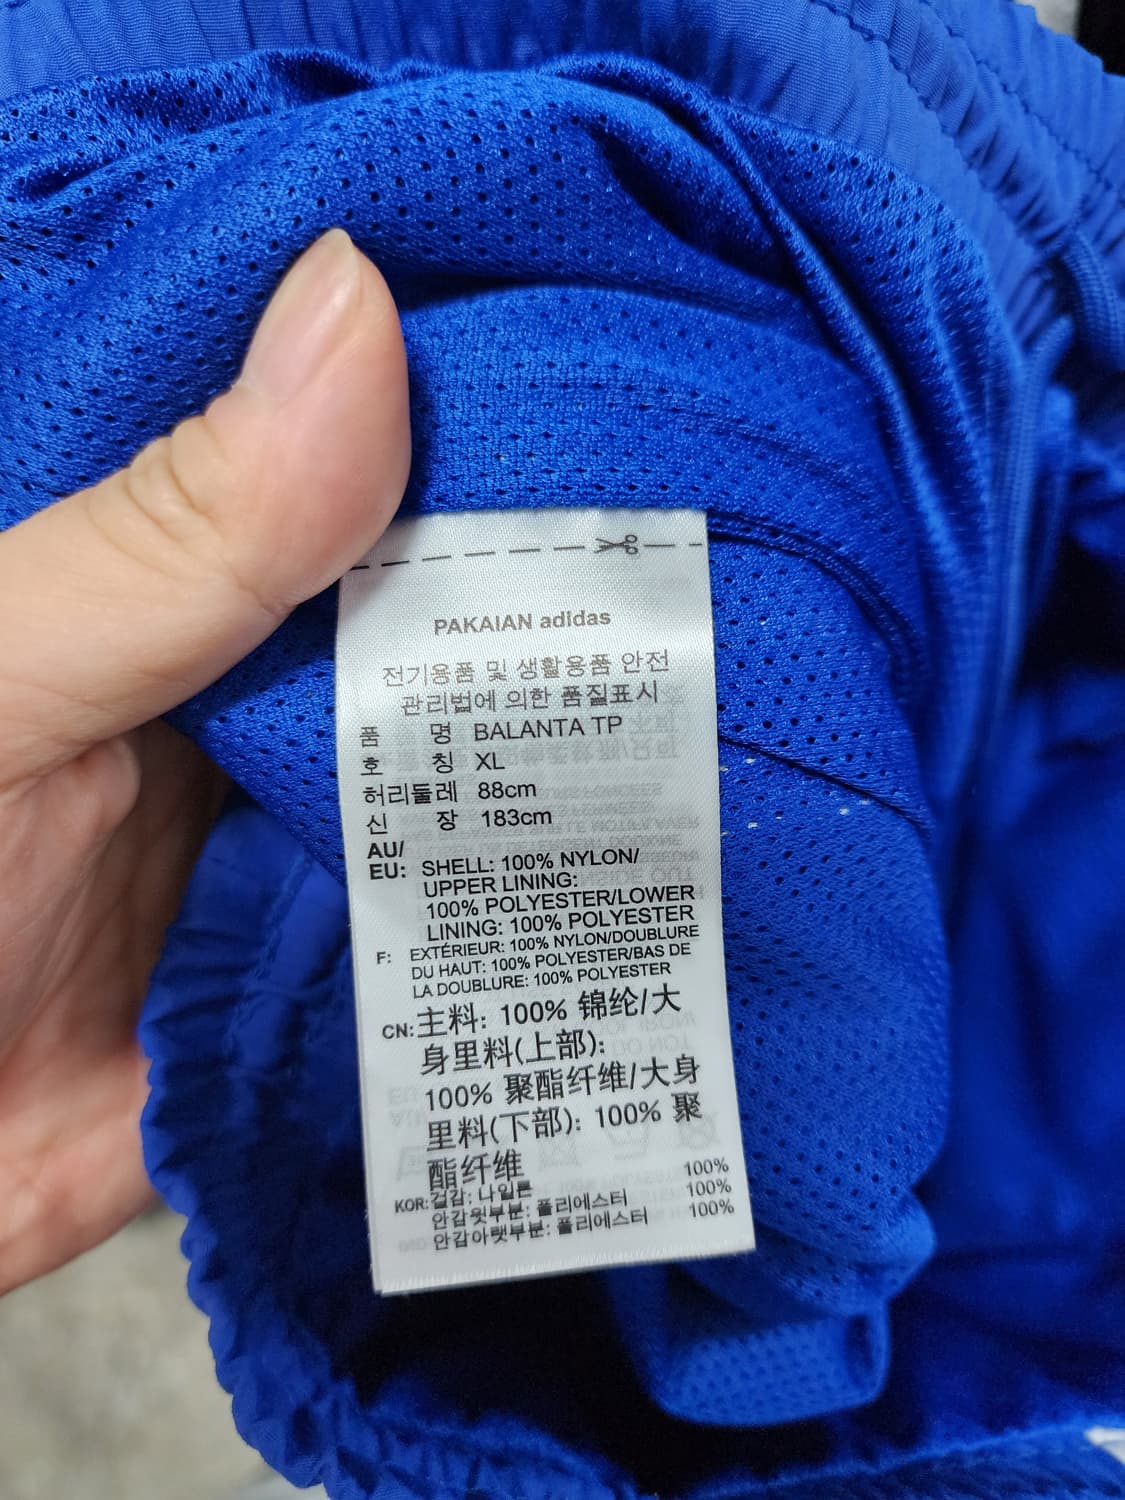 PAKAIAN adidas
전기용품 및 생활용품 안전
관리법에 의한 품질표시
품 명 BALANTA TP
호 칭 XL
허리둘레 88cm
신 장 183cm
AU/
EU: SHELL: 100% NYLON/
UPPER LINING:
100% POLYESTER/LOWER
LINING: 100% POLYESTER
F: EXTÉRIEUR: 100% NYLON/DOUBLURE
DU HAUT: 100% POLYESTER/BAS DE
LA DOUBLURE: 100% POLYESTER
CN: 主料: 100% 锦纶/大
身里料(上部):
100% 聚酯纤维/大身
里料(下部): 100% 聚
酯纤维
KOR: 겉감: 나일론 100%
안감윗부분: 폴리에스터 100%
안감아랫부분: 폴리에스터 100%